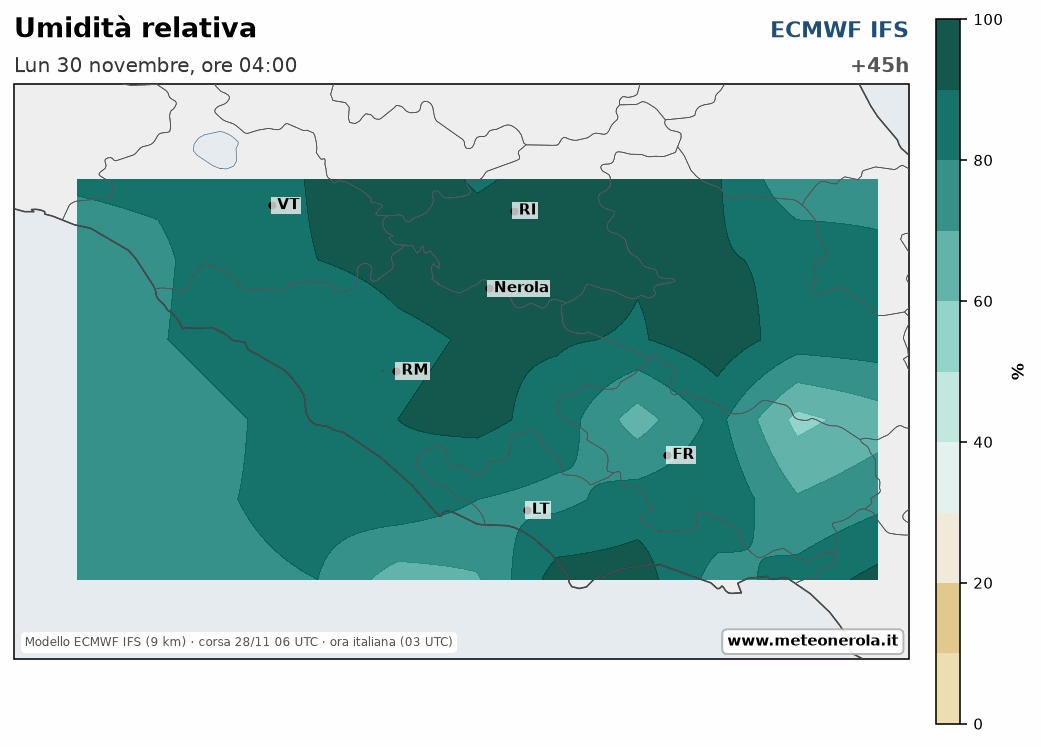 Umidità relativa
ECMWF IFS
Lun 30 novembre, ore 04:00
+45h
100
80
60
40
20
0
%
VT
RI
Nerola
RM
FR
LT
Modello ECMWF IFS (9 km) · corsa 28/11 06 UTC · ora italiana (03 UTC)
www.meteonerola.it